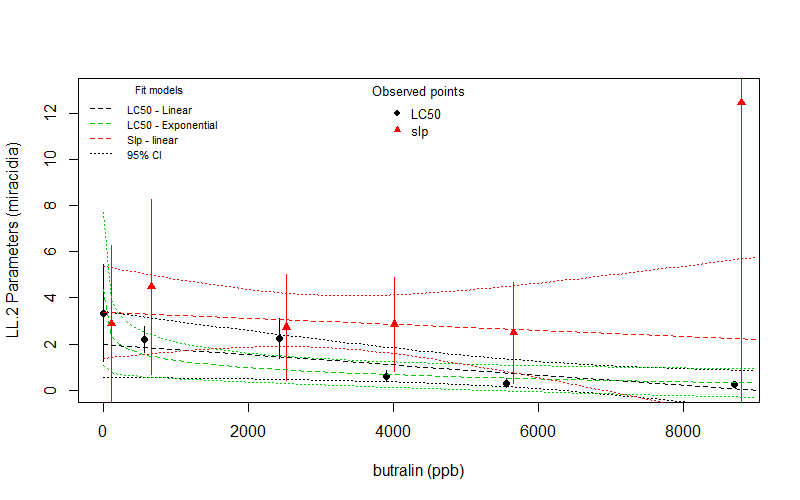 Fit models
LC50 - Linear
LC50 - Exponential
Slp - linear
95% CI
Observed points
LC50
slp
LL.2 Parameters (miracidia)
12
10
8
6
4
2
0
0 2000 4000 6000 8000
butralin (ppb)